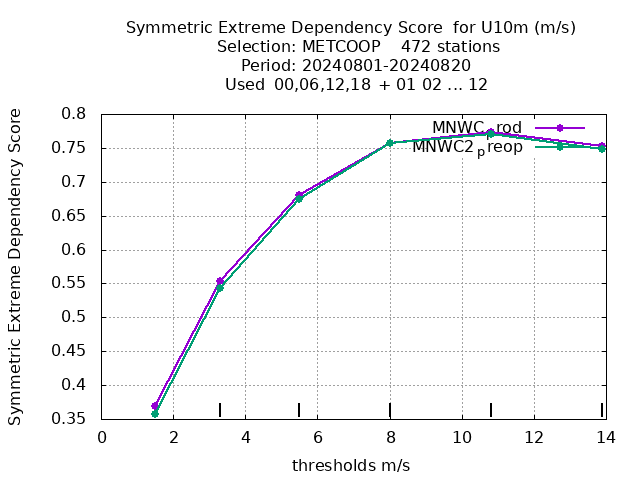 Symmetric Extreme Dependency Score for U10m (m/s)
Selection: METCOOP 472 stations
Period: 20240801-20240820
Used 00,06,12,18 + 01 02 ... 12
Symmetric Extreme Dependency Score
0.8
0.75
0.7
0.65
0.6
0.55
0.5
0.45
0.4
0.35
MNWC_prod
MNWC2_preop
0 2 4 6 8 10 12 14
thresholds m/s